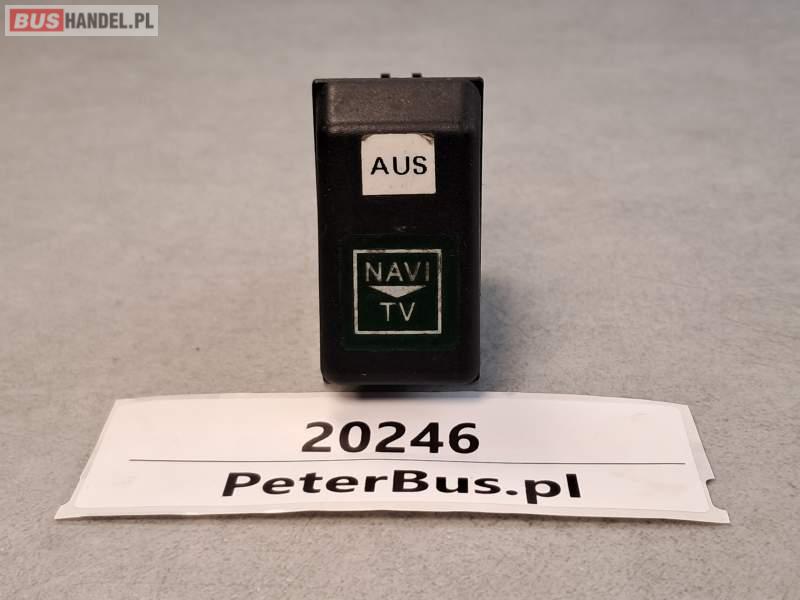 BUSHANDEL.PL
AUS
NAVI
TV
20246
PeterBus.pl